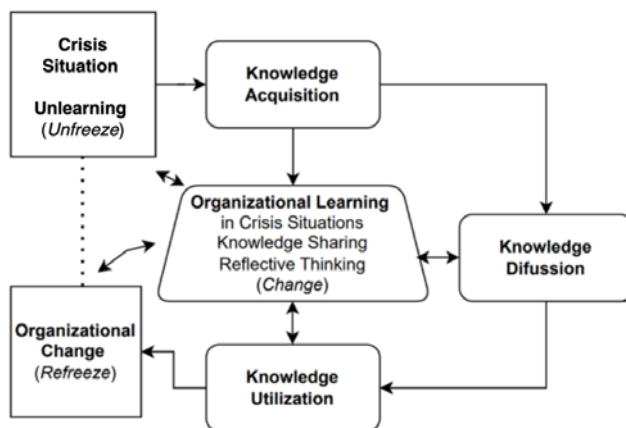 Crisis
Situation
Unlearning
(Unfreeze)
Knowledge
Acquisition
Organizational Learning
in Crisis Situations
Knowledge Sharing
Reflective Thinking
(Change)
Knowledge
Difussion
Organizational
Change
(Refreeze)
Knowledge
Utilization